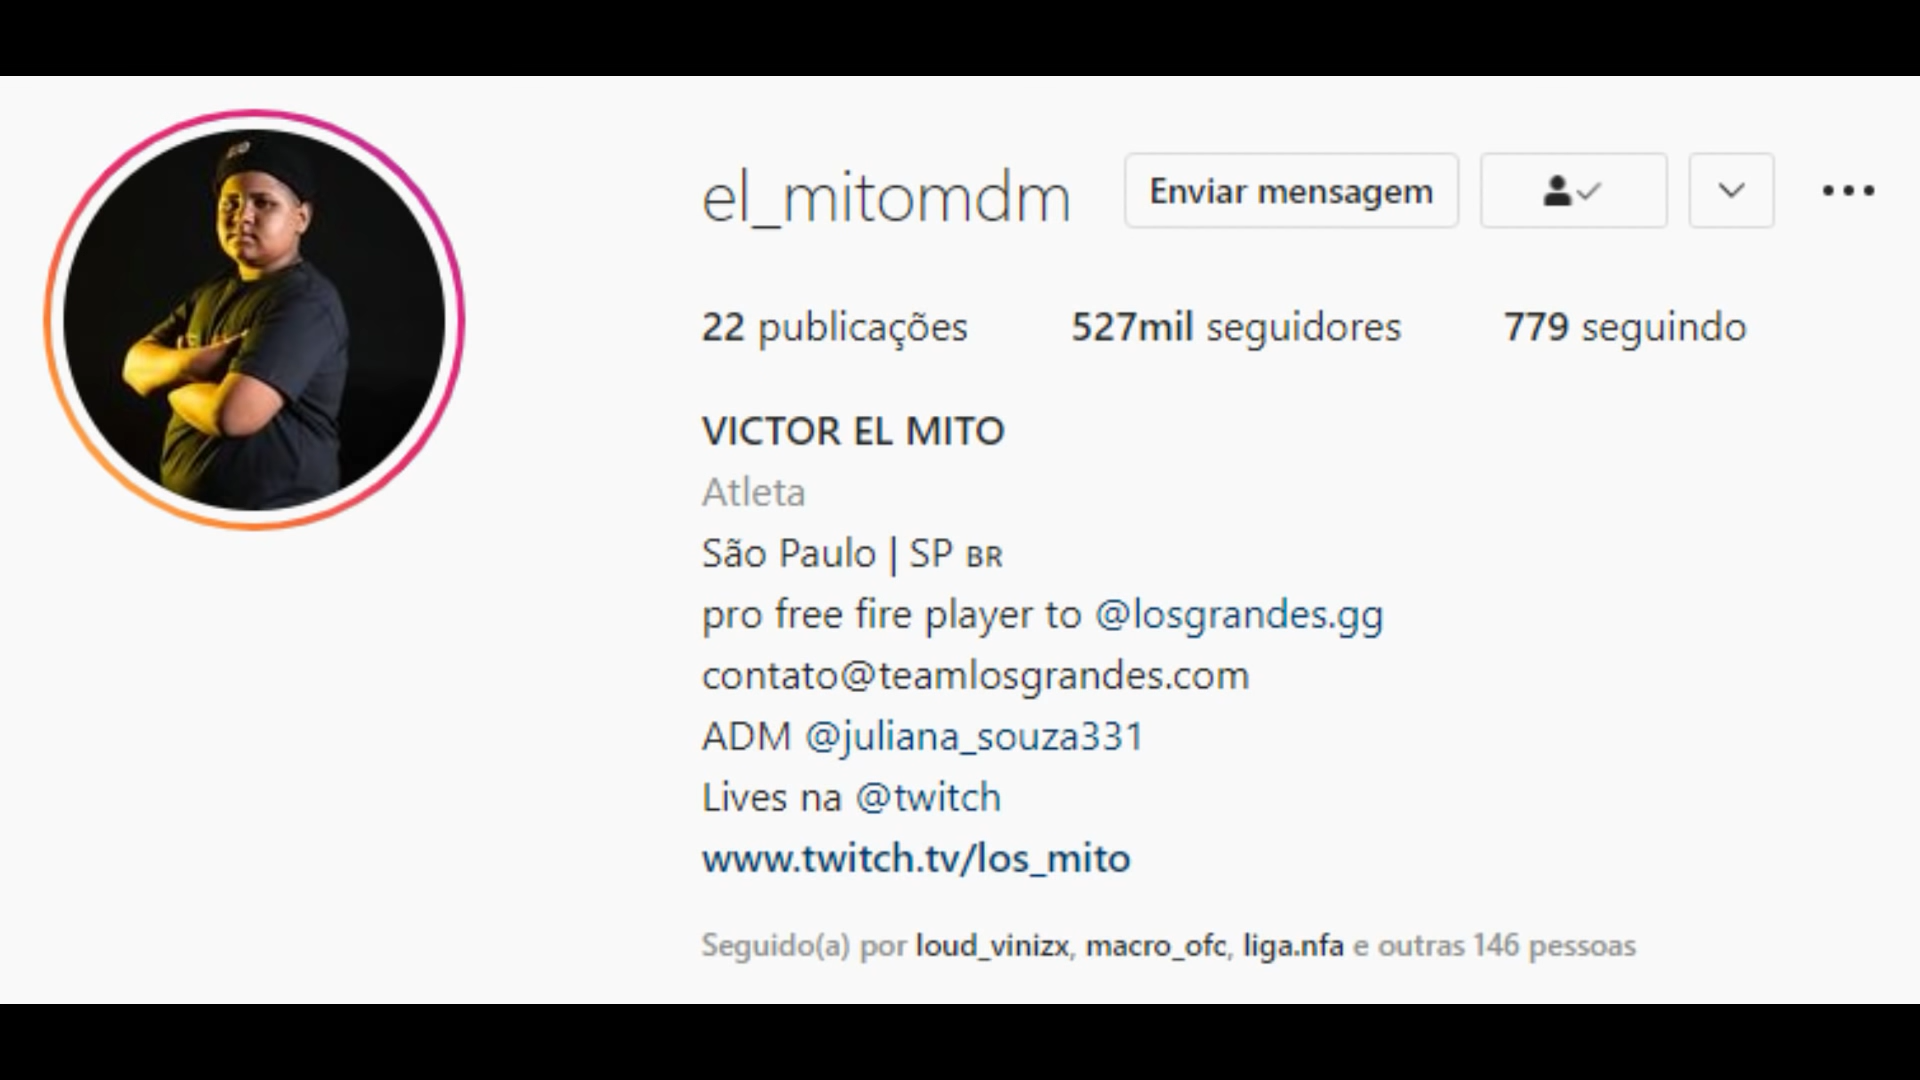 el_mitomdm Enviar mensagem
22 publicações 527mil seguidores 779 seguindo
VICTOR EL MITO
Atleta
São Paulo | SP BR
pro free fire player to @losgrandes.gg
contato@teamlosgrandes.com
ADM @juliana_souza331
Lives na @twitch
www.twitch.tv/los_mito
Seguido(a) por loud_vinizx, macro_ofc, liga.nfa e outras 146 pessoas